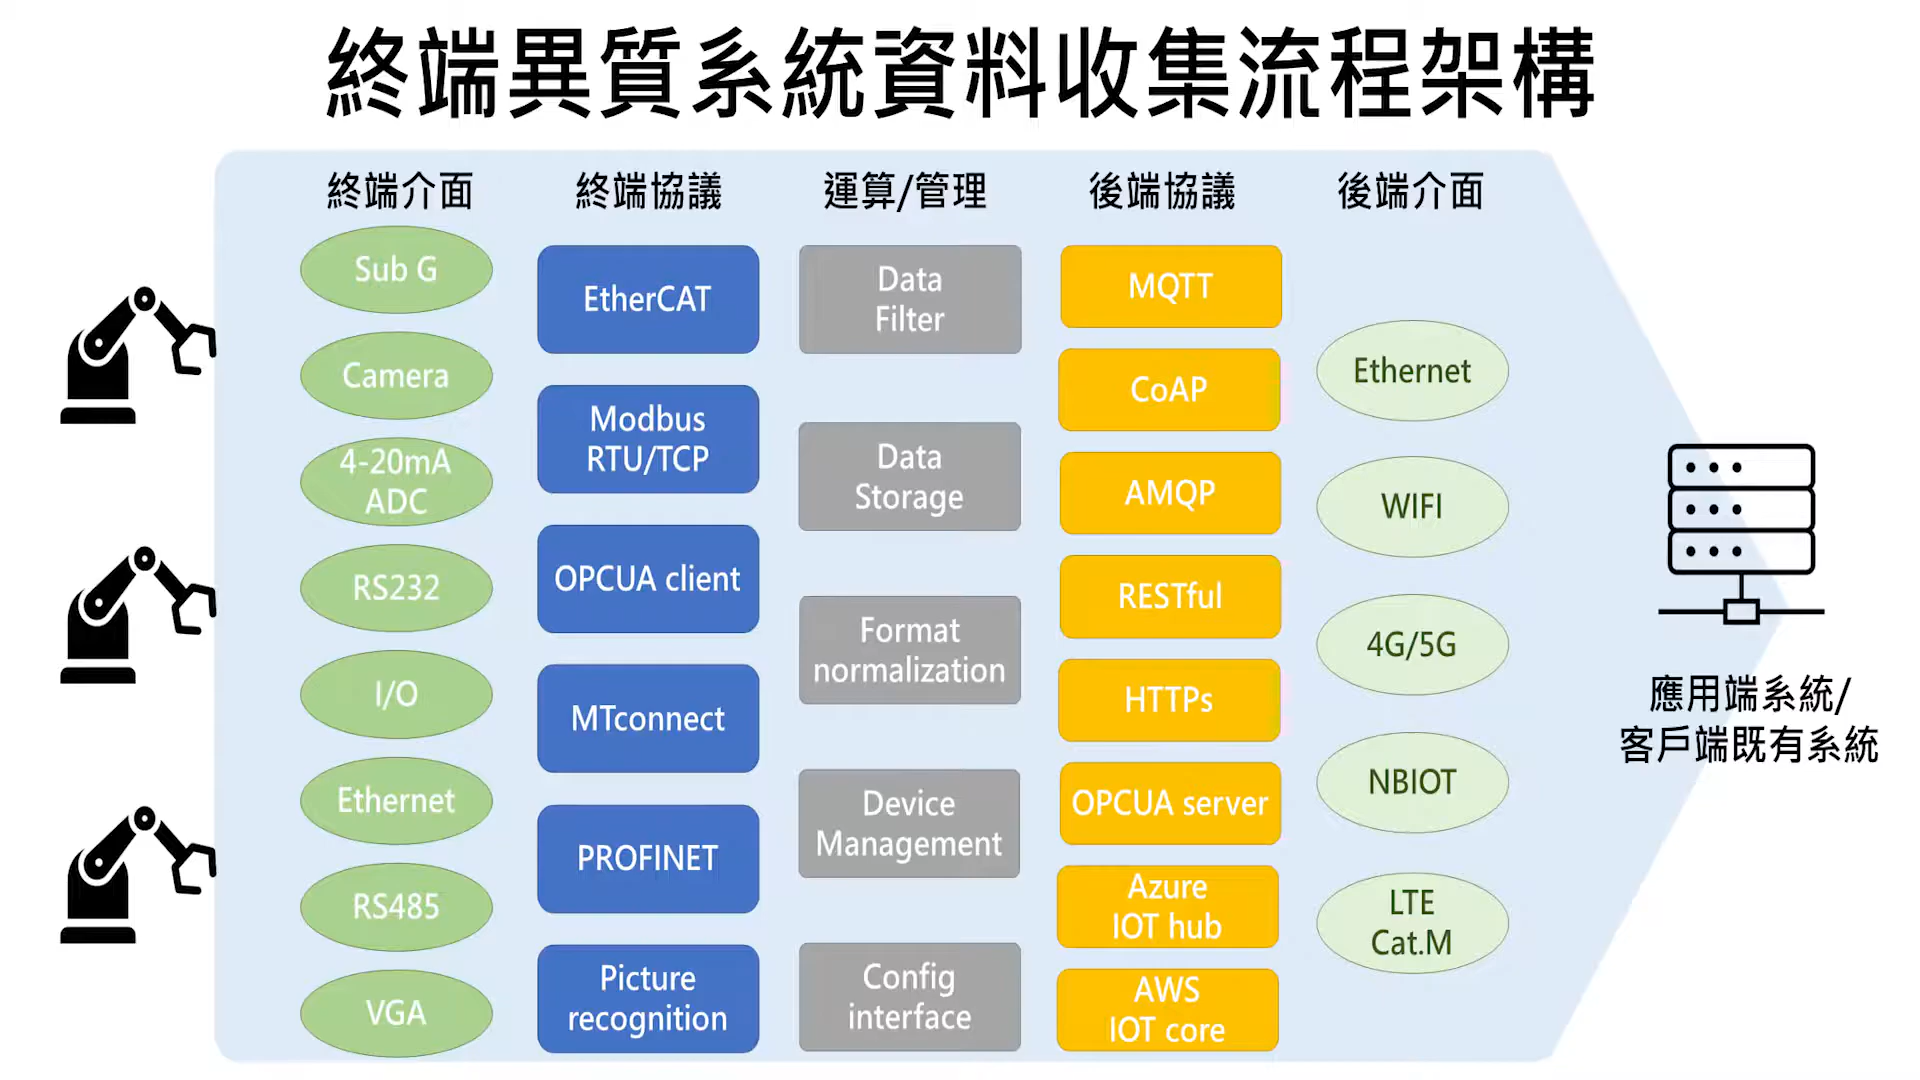 終端異質系統資料收集流程架構
終端介面
Sub G
Camera
4-20mA
ADC
RS232
I/O
Ethernet
RS485
VGA
終端協議
EtherCAT
Modbus
RTU/TCP
OPCUA client
MTconnect
PROFINET
Picture
recognition
運算/管理
Data
Filter
Data
Storage
Format
normalization
Device
Management
Config
interface
後端協議
MQTT
CoAP
AMQP
RESTful
HTTPs
OPCUA server
Azure
IOT hub
AWS
IOT core
後端介面
Ethernet
WIFI
4G/5G
NBIOT
LTE
Cat.M
應用端系統/
客戶端既有系統